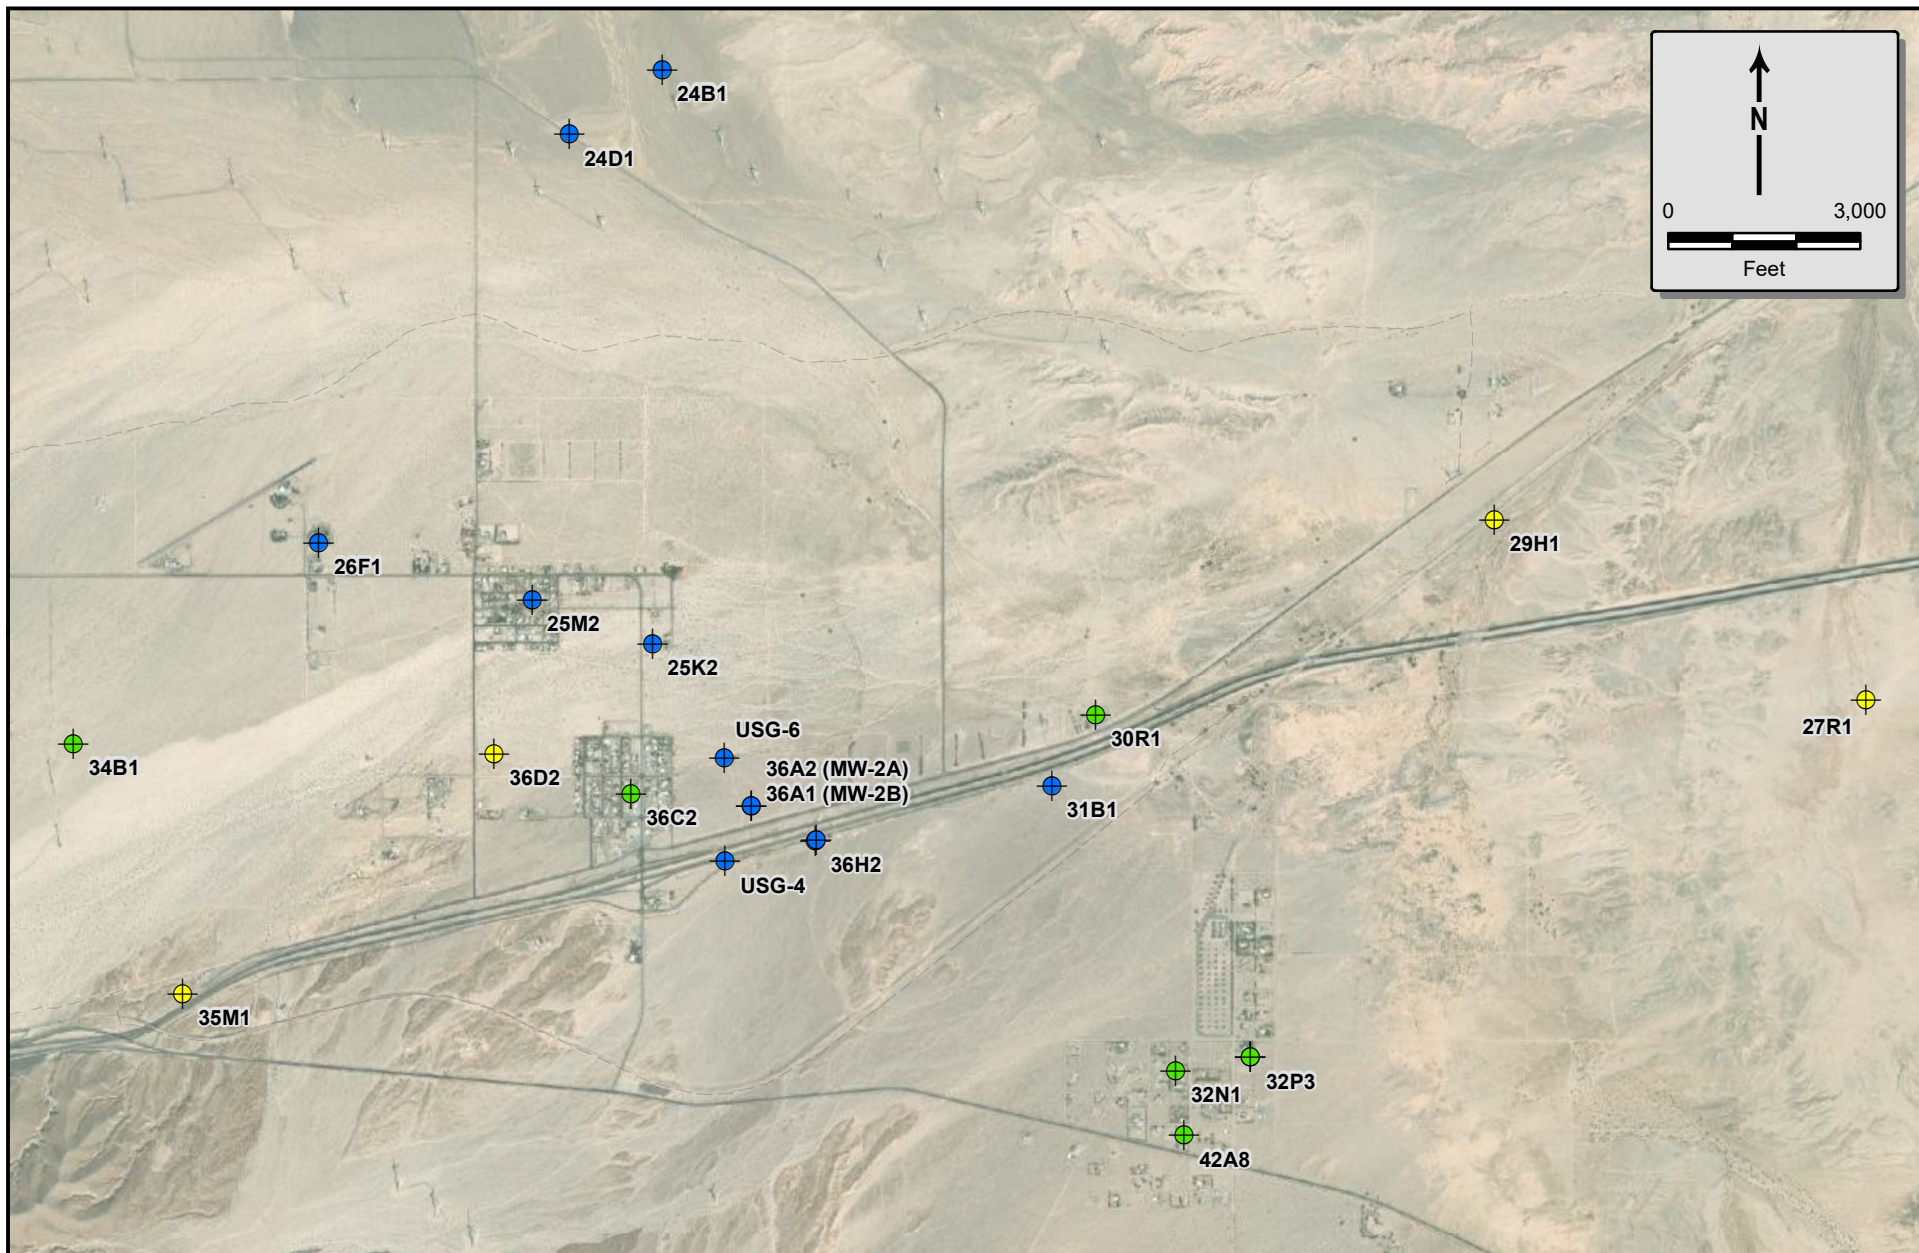 24B1
24D1
N
0 3,000
Feet
29H1
26F1
25M2
25K2
27R1
USG-6
30R1
34B1
36D2
36A2 (MW-2A)
36A1 (MW-2B)
36C2
31B1
36H2
USG-4
35M1
32P3
32N1
42A8